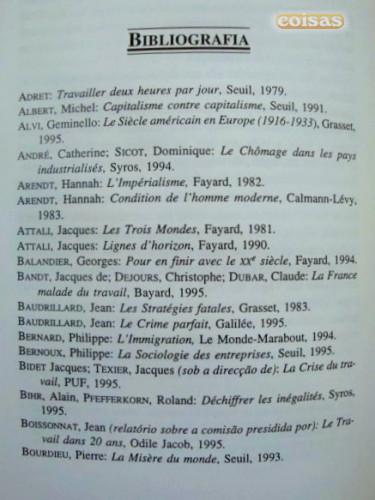 coisas
BIBLIOGRAFIA
ADRET: Travailler deux heures par jour, Seuil, 1979.
ALBERT, Michel: Capitalisme contre capitalisme, Seuil, 1991.
ALVI, Geminello: Le Siècle américain en Europe (1916-1933), Grasset,
1995.
ANDRÉ, Catherine; SICOT, Dominique: Le Chômage dans les pays
industrialisés, Syros, 1994.
ARENDT, Hannah: L'Impérialisme, Fayard, 1982.
ARENDT, Hannah: Condition de l'homme moderne, Calmann-Lévy,
1983.
ATTALI, Jacques: Les Trois Mondes, Fayard, 1981.
ATTALI, Jacques: Lignes d'horizon, Fayard, 1990.
BALANDIER, Georges: Pour en finir avec le XXe siècle, Fayard, 1994.
BANDT, Jacques de; DEJOURS, Christophe; DUBAR, Claude: La France
malade du travail, Bayard, 1995.
BAUDRILLARD, Jean: Les Stratégies fatales, Grasset, 1983.
BAUDRILLARD, Jean: Le Crime parfait, Galilée, 1995.
BERNARD, Philippe: L'Immigration, Le Monde-Marabout, 1994.
BERNOUX, Philippe: La Sociologie des entreprises, Seuil, 1995.
BIDET Jacques; TEXIER, Jacques (sob a direcção de): La Crise du tra-
vail, PUF, 1995.
BIHR, Alain, PFEFFERKORN, Roland: Déchiffrer les inégalités, Syros,
1995.
BOISSONNAT, Jean (relatório sobre a comisão presidida por): Le Tra-
vail dans 20 ans, Odile Jacob, 1995.
BOURDIEU, Pierre: La Misère du monde, Seuil, 1993.